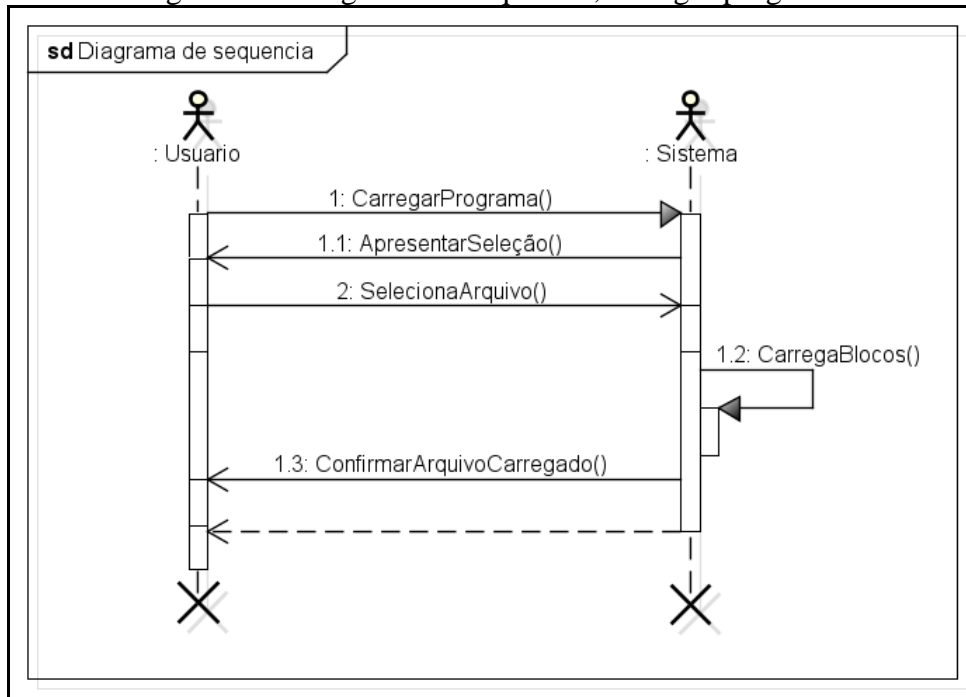 sd Diagrama de sequencia
: Usuario
: Sistema
1: CarregarPrograma()
1.1: ApresentarSeleção()
2: SelecionaArquivo()
1.2: CarregaBlocos()
1.3: ConfirmarArquivoCarregado()